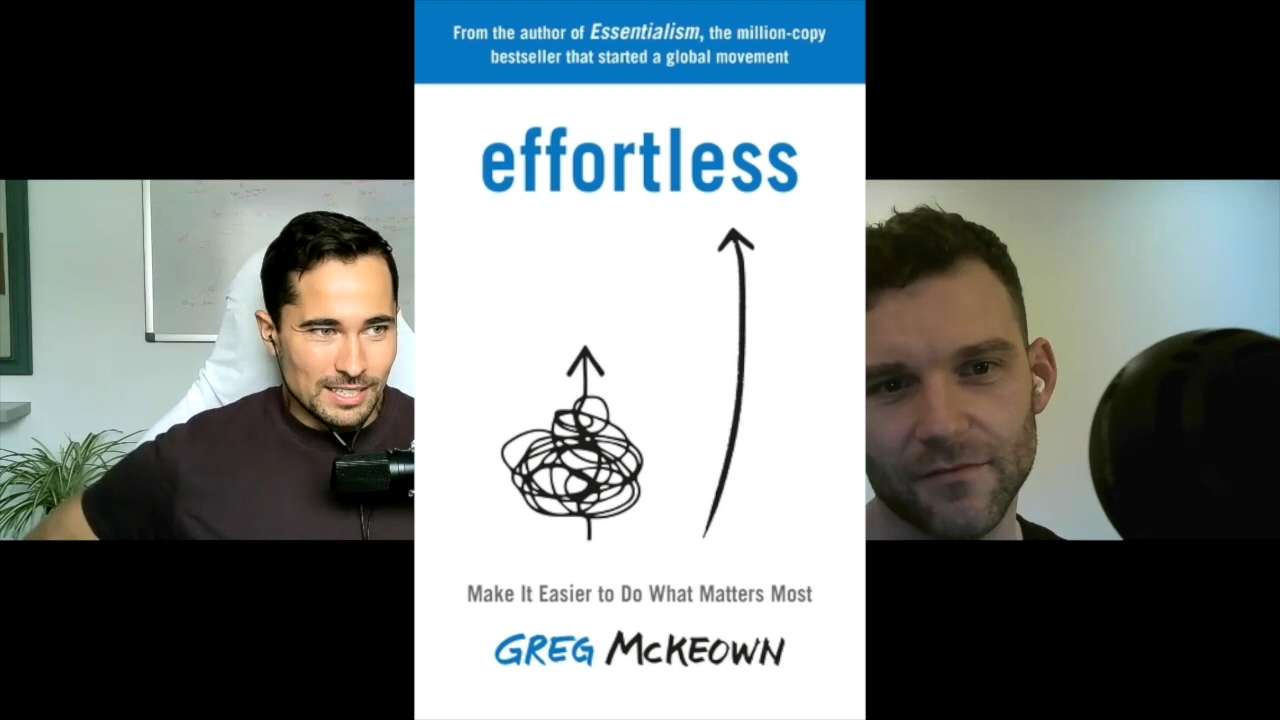 From the author of Essentialism, the million-copy
bestseller that started a global movement
effortless
Make It Easier to Do What Matters Most
GREG MCKEOWN